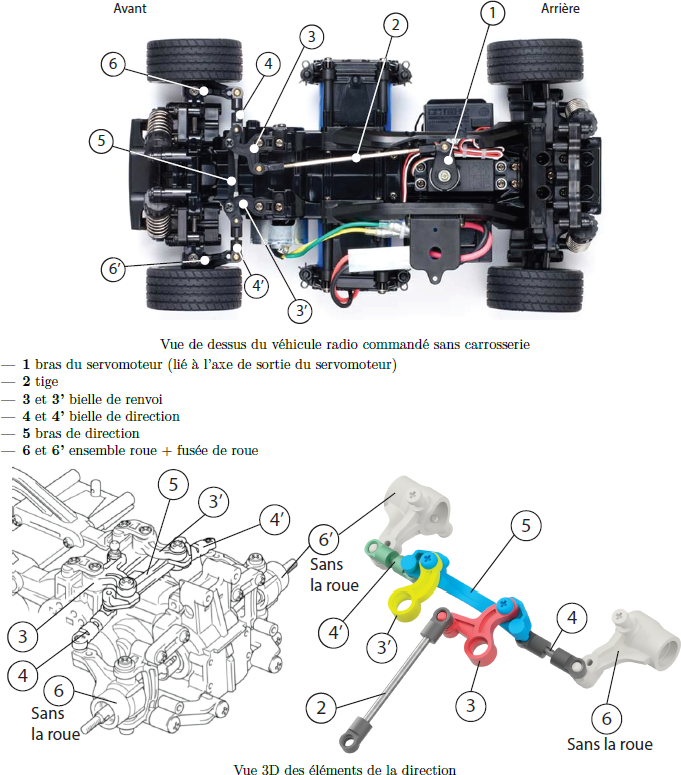 Avant
Arrière
1
2
3
4
6
5
6'
4'
3'
Vue de dessus du véhicule radio commandé sans carrosserie
— 1 bras du servomoteur (lié à l'axe de sortie du servomoteur)
— 2 tige
— 3 et 3' bielle de renvoi
— 4 et 4' bielle de direction
— 5 bras de direction
— 6 et 6' ensemble roue + fusée de roue
5
3'
4'
3
4
6
Sans
la roue
6'
Sans
la roue
5
4'
3'
4
2
3
6
Sans la roue
Vue 3D des éléments de la direction